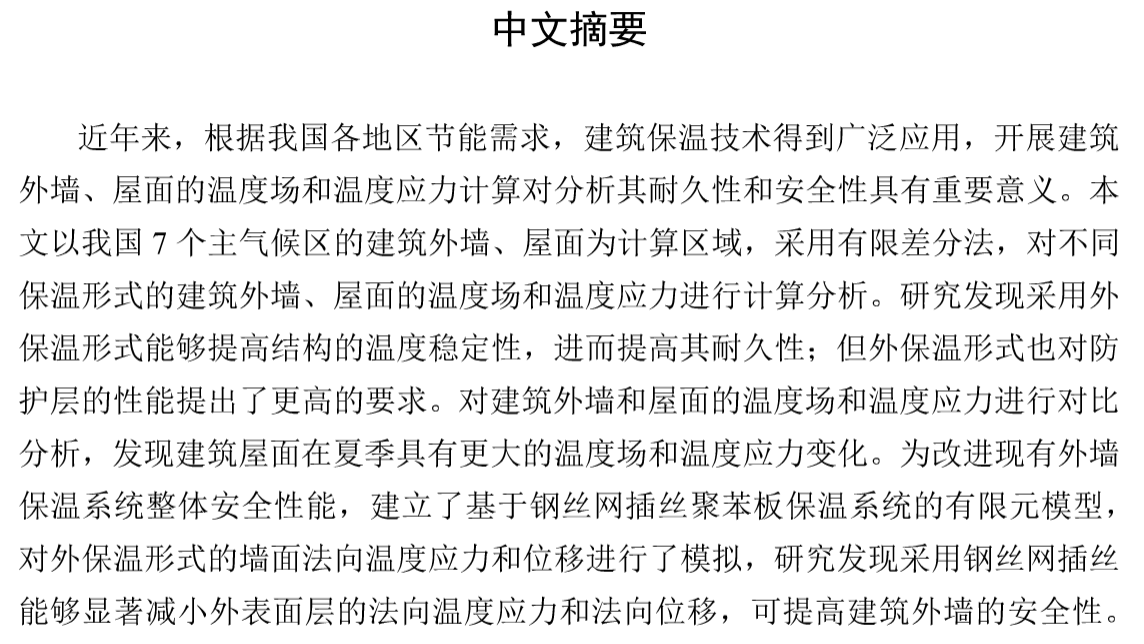 中文摘要
近年来，根据我国各地区节能需求，建筑保温技术得到广泛应用，开展建筑
外墙、屋面的温度场和温度应力计算对分析其耐久性和安全性具有重要意义。本
文以我国 7 个主气候区的建筑外墙、屋面为计算区域，采用有限差分法，对不同
保温形式的建筑外墙、屋面的温度场和温度应力进行计算分析。研究发现采用外
保温形式能够提高结构的温度稳定性，进而提高其耐久性；但外保温形式也对防
护层的性能提出了更高的要求。对建筑外墙和屋面的温度场和温度应力进行对比
分析，发现建筑屋面在夏季具有更大的温度场和温度应力变化。为改进现有外墙
保温系统整体安全性能，建立了基于钢丝网插丝聚苯板保温系统的有限元模型，
对外保温形式的墙面法向温度应力和位移进行了模拟，研究发现采用钢丝网插丝
能够显著减小外表面层的法向温度应力和法向位移，可提高建筑外墙的安全性。